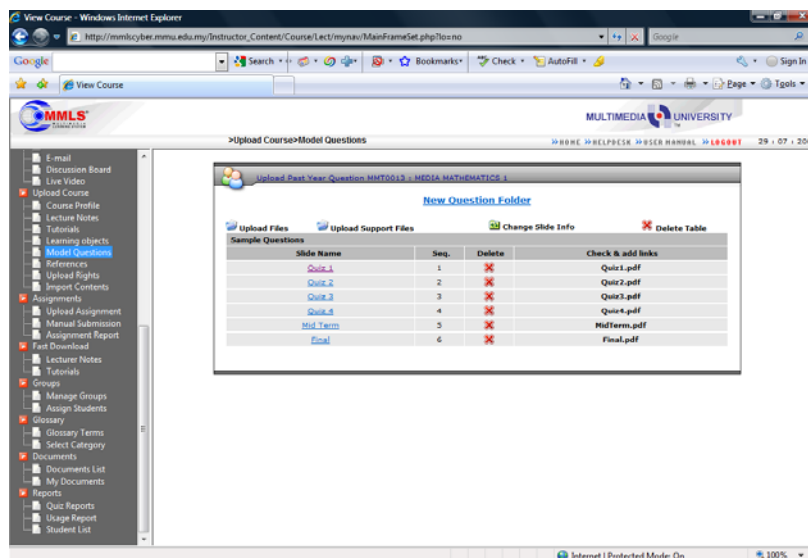 View Course - Windows Internet Explorer
http://mmlscyber.mmu.edu.my/Instructor_Content/Course/Lect/mynav/MainFrameSet.php?lo=no
Google
Google
Search
Bookmarks
Check
AutoFill
Sign In
View Course
Page
Tools
MMLS
MULTIMEDIA UNIVERSITY
>Upload Course>Model Questions
HOME
HELPDESK
USER MANUAL
LOGOUT
29 : 07 : 20
E-mail
Discussion Board
Live Video
Upload Course
Course Profile
Lecture Notes
Tutorials
Learning objects
Model Questions
References
Upload Rights
Import Contents
Assignments
Upload Assignment
Manual Submission
Assignment Report
Fast Download
Lecturer Notes
Tutorials
Groups
Manage Groups
Assign Students
Glossary
Glossary Terms
Select Category
Documents
Documents List
My Documents
Reports
Quiz Reports
Usage Report
Student List
Upload Past Year Question MMT0013 : MEDIA MATHEMATICS 1
New Question Folder
Upload Files Upload Support Files Change Slide Info Delete Table
Sample Questions
Slide Name Seq. Delete Check & add links
Quiz 1 1 Quiz1.pdf
Quiz 2 2 Quiz2.pdf
Quiz 3 3 Quiz3.pdf
Quiz 4 4 Quiz4.pdf
Mid Term 5 MidTerm.pdf
Final 6 Final.pdf
Internet | Protected Mode: On
100%